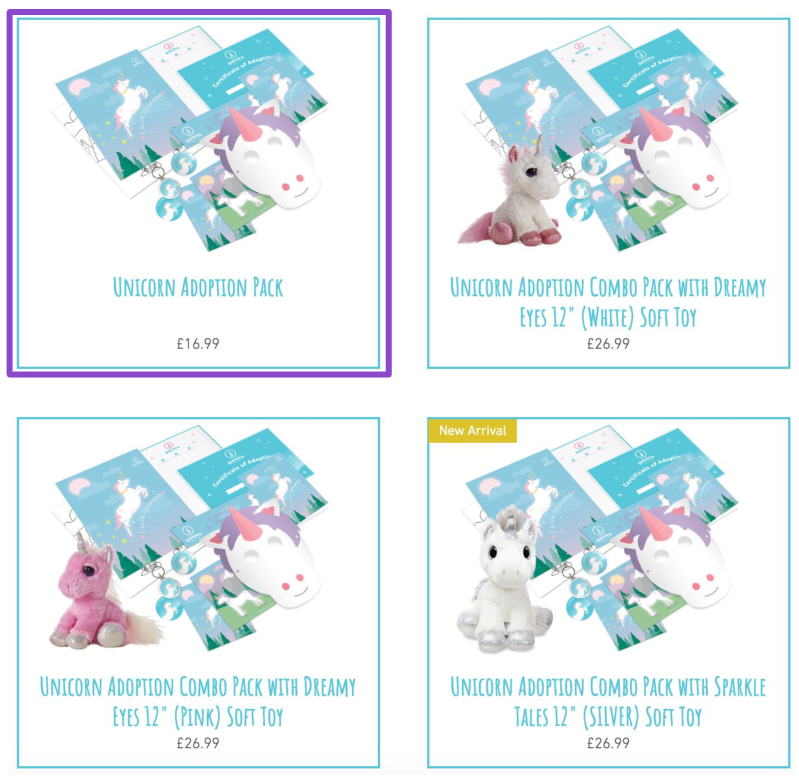 Certificate of Adoption
Unicorn Adoption Pack
£16.99
Certificate of Adoption
Unicorn Adoption Combo Pack with Dreamy
Eyes 12" (White) Soft Toy
£26.99
Certificate of Adoption
Unicorn Adoption Combo Pack with Dreamy
Eyes 12" (Pink) Soft Toy
£26.99
New Arrival
Certificate of Adoption
Unicorn Adoption Combo Pack with Sparkle
Tales 12" (SILVER) Soft Toy
£26.99